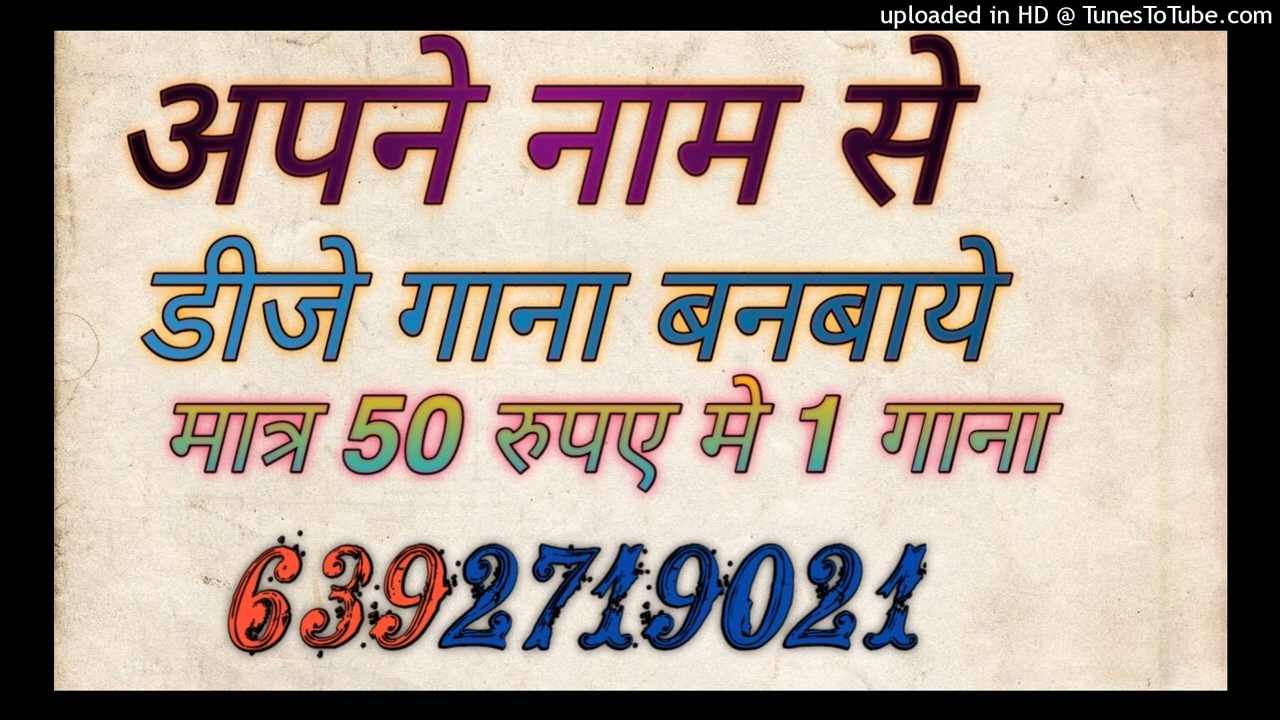 uploaded in HD @ TunesToTube.com
अपने नाम से
डीजे गाना बनबाये
मात्र 50 रुपए मे 1 गाना
6392719021